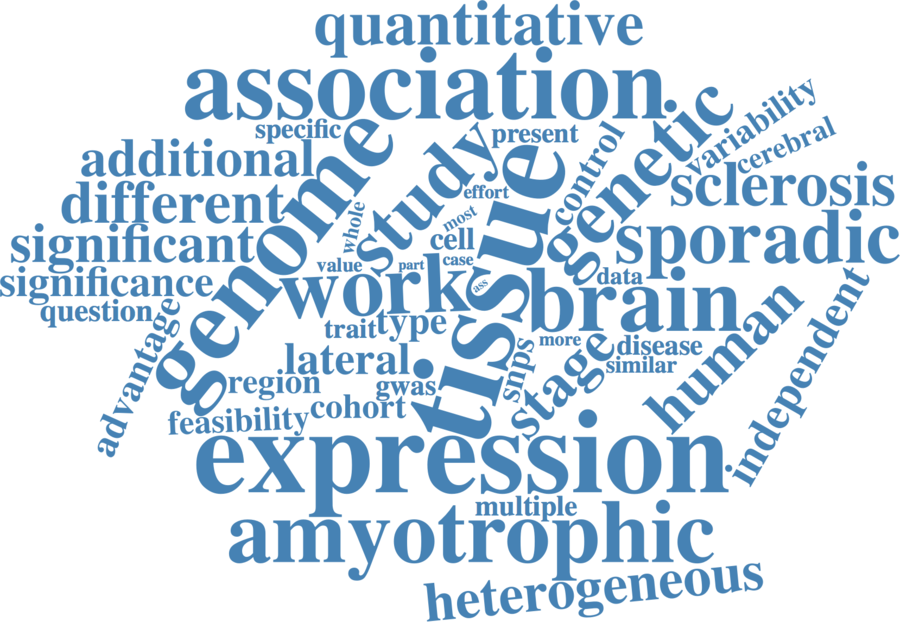 quantitative
association
specific
genome
study
present
control
genetic
variability
cerebral
additional
different
significant
significance
question
advantage
whole
effort
most
cell
case
value
part
ass
tissue
sclerosis
sporadic
work
brain
data
trait
type
more
disease
similar
human
independent
lateral
region
gwas
snps
stage
feasibility
cohort
expression
multiple
amyotrophic
heterogeneous